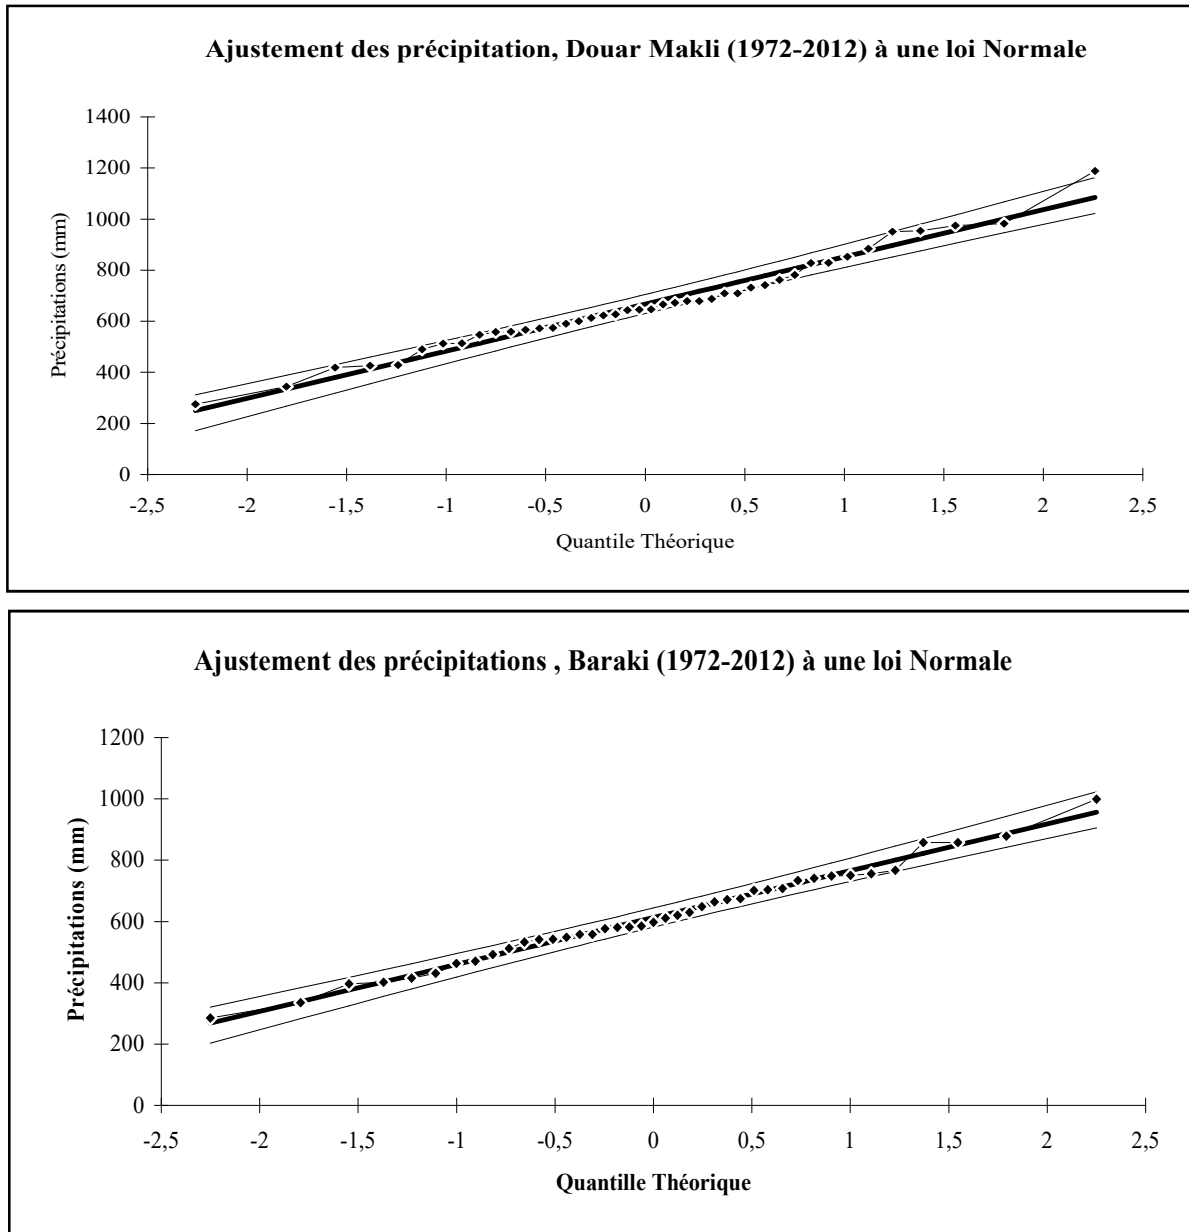 Ajustement des précipitation, Douar Makli (1972-2012) à une loi Normale
1400
1200
1000
800
600
400
200
0
Précipitations (mm)
-2,5 -2 -1,5 -1 -0,5 0 0,5 1 1,5 2 2,5
Quantile Théorique
Ajustement des précipitations , Baraki (1972-2012) à une loi Normale
1200
1000
800
600
400
200
0
Précipitations (mm)
-2,5 -2 -1,5 -1 -0,5 0 0,5 1 1,5 2 2,5
Quantille Théorique